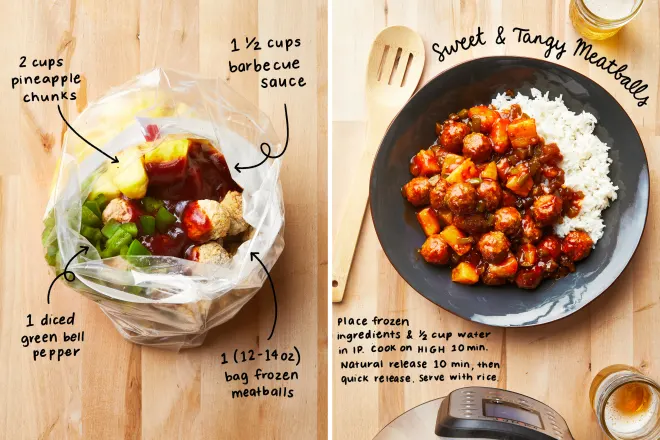 2 cups
pineapple
chunks
1 ½ cups
barbecue
sauce
1 diced
green bell
pepper
1 (12-14oz)
bag frozen
meatballs
Sweet & Tangy Meatballs
Place frozen
ingredients & ½ cup water
in IP. Cook on HIGH 10 min.
Natural release 10 min, then
quick release. Serve with rice.